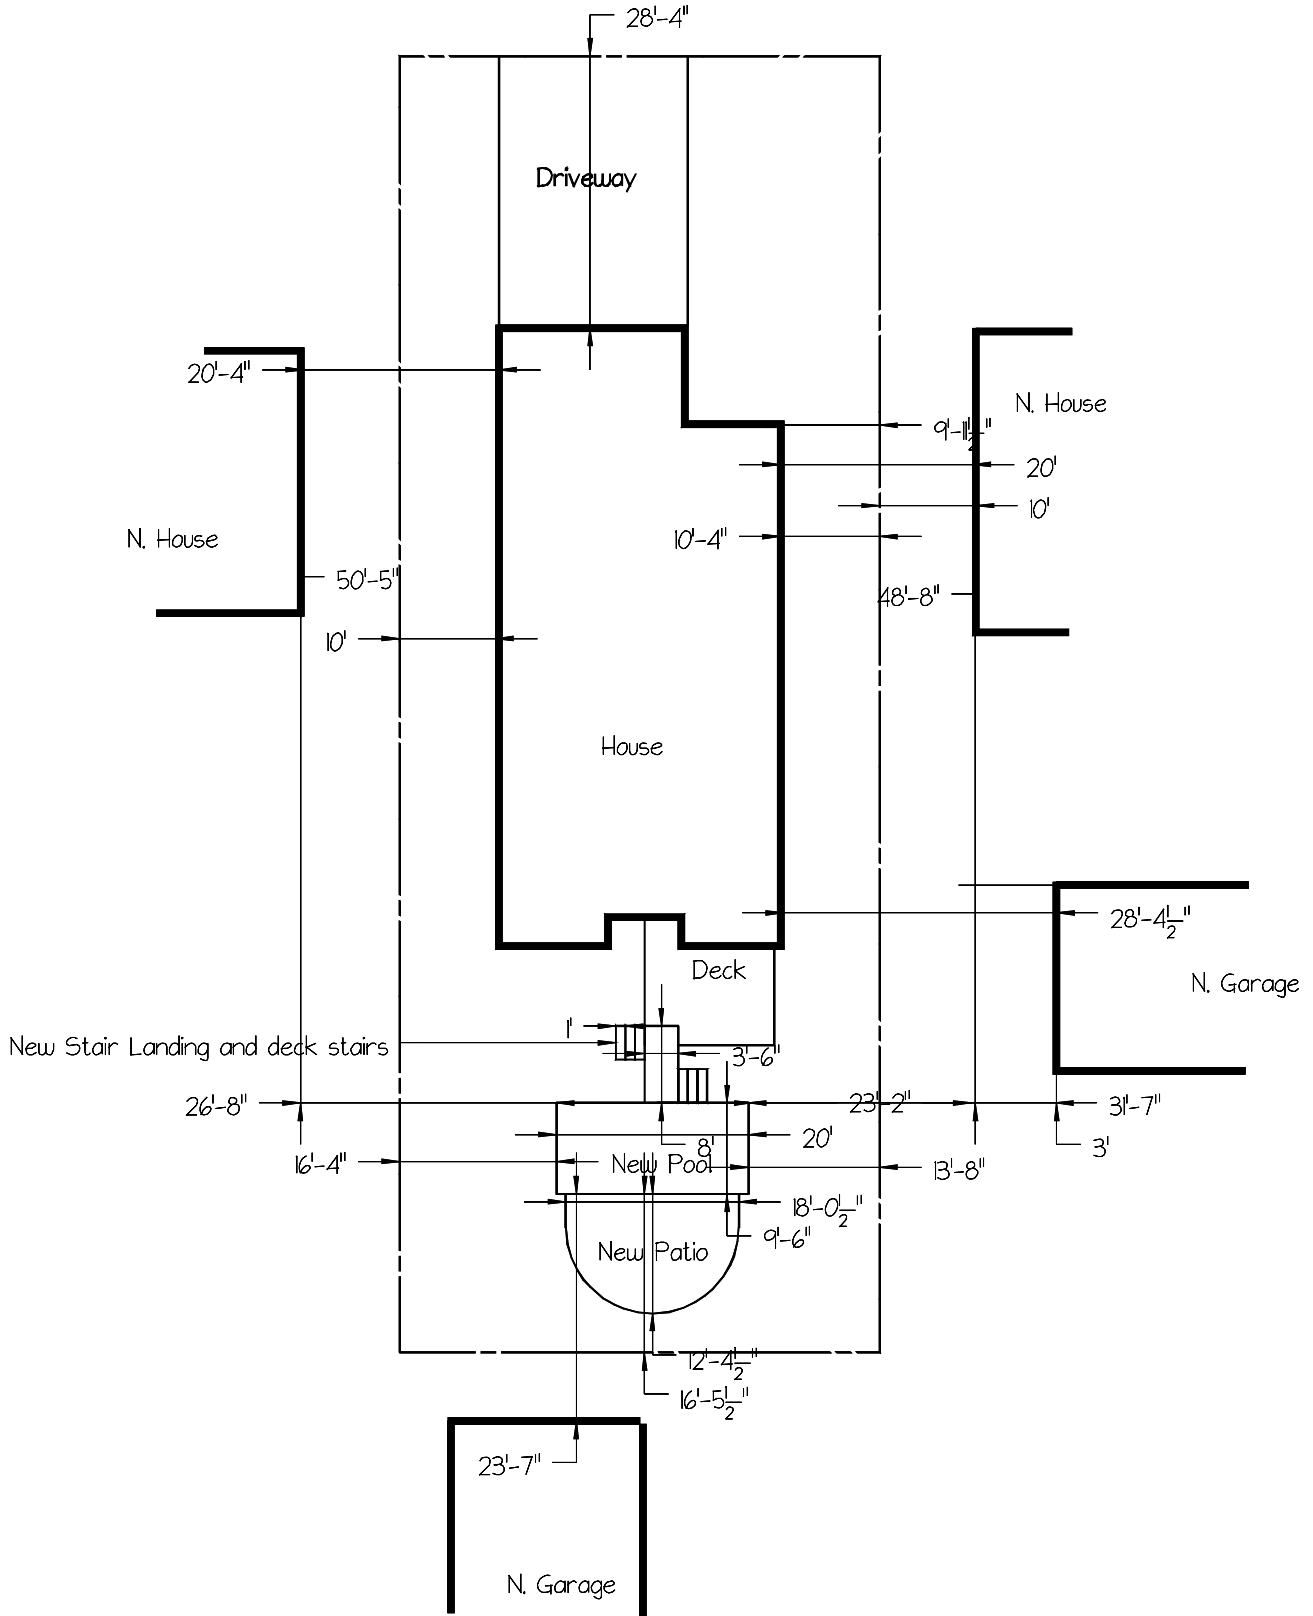 28'-4"
Driveway
20'-4"
N. House
9'-11½"
20'
10'
N. House
10'-4"
50'-5"
48'-8"
10'
House
28'-4½"
Deck
N. Garage
1'
New Stair Landing and deck stairs
3'-6"
26'-8"
23'-2"
31'-7"
20'
8'
3'
16'-4"
New Pool
13'-8"
18'-0½"
9'-6"
New Patio
12'-4½"
16'-5½"
23'-7"
N. Garage